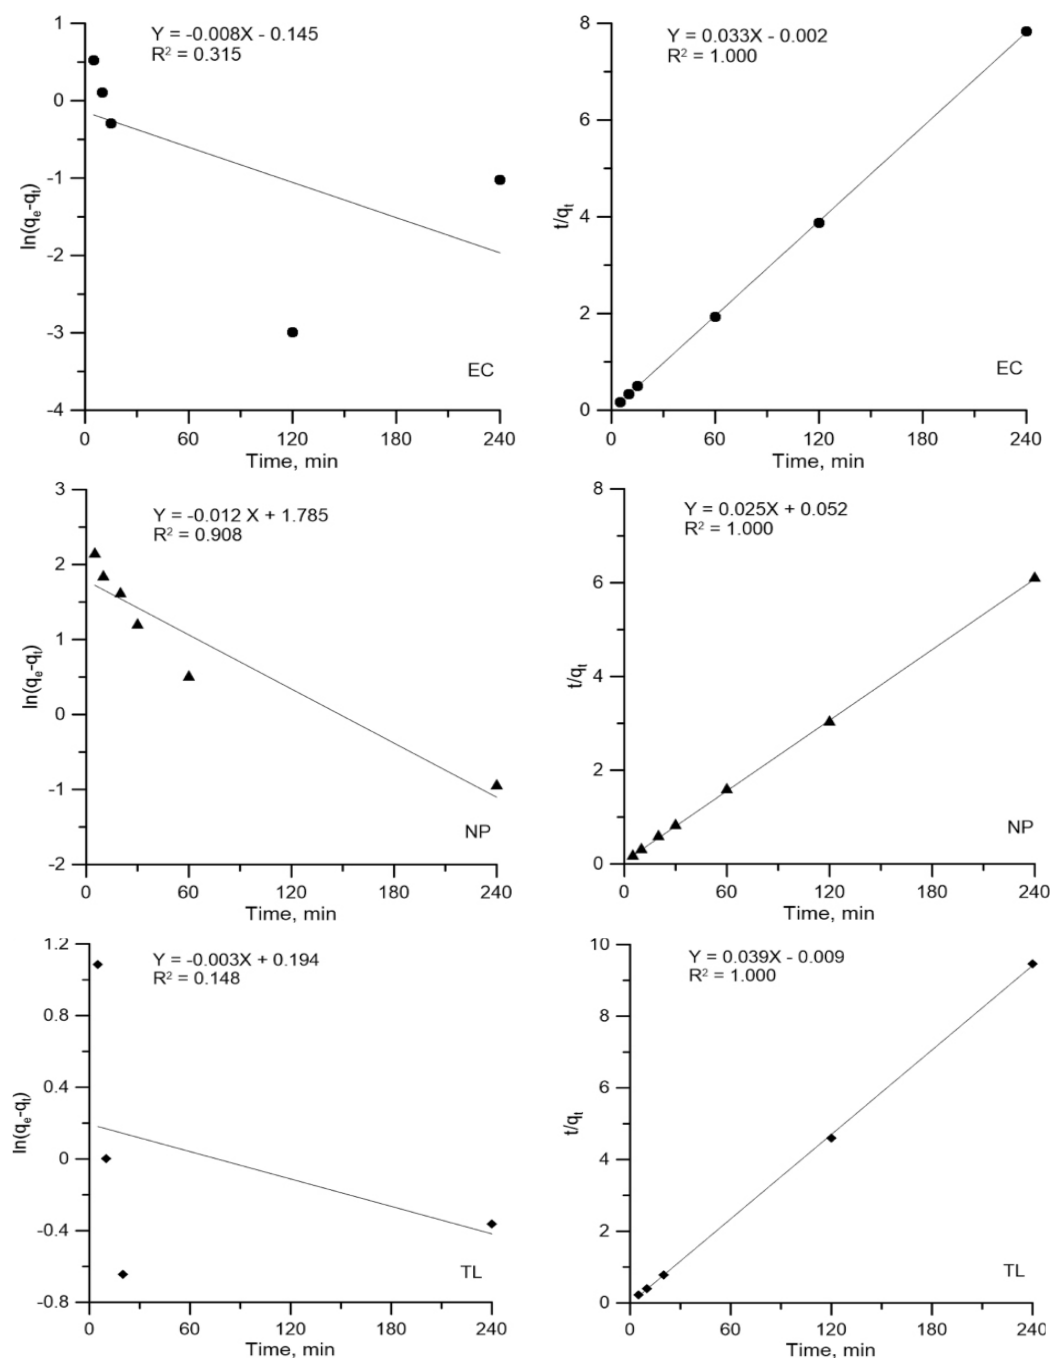 Y = -0.008X - 0.145
R² = 0.315
1
0
-1
-2
-3
-4
ln(qₑ-qₜ)
EC
0 60 120 180 240
Time, min
Y = 0.033X - 0.002
R² = 1.000
8
6
4
2
0
t/qₜ
EC
0 60 120 180 240
Time, min
Y = -0.012 X + 1.785
R² = 0.908
3
2
1
0
-1
-2
ln(qₑ-qₜ)
NP
0 60 120 180 240
Time, min
Y = 0.025X + 0.052
R² = 1.000
8
6
4
2
0
t/qₜ
NP
0 60 120 180 240
Time, min
Y = -0.003X + 0.194
R² = 0.148
1.2
0.8
0.4
0
-0.4
-0.8
ln(qₑ-qₜ)
TL
0 60 120 180 240
Time, min
Y = 0.039X - 0.009
R² = 1.000
10
8
6
4
2
0
t/qₜ
TL
0 60 120 180 240
Time, min